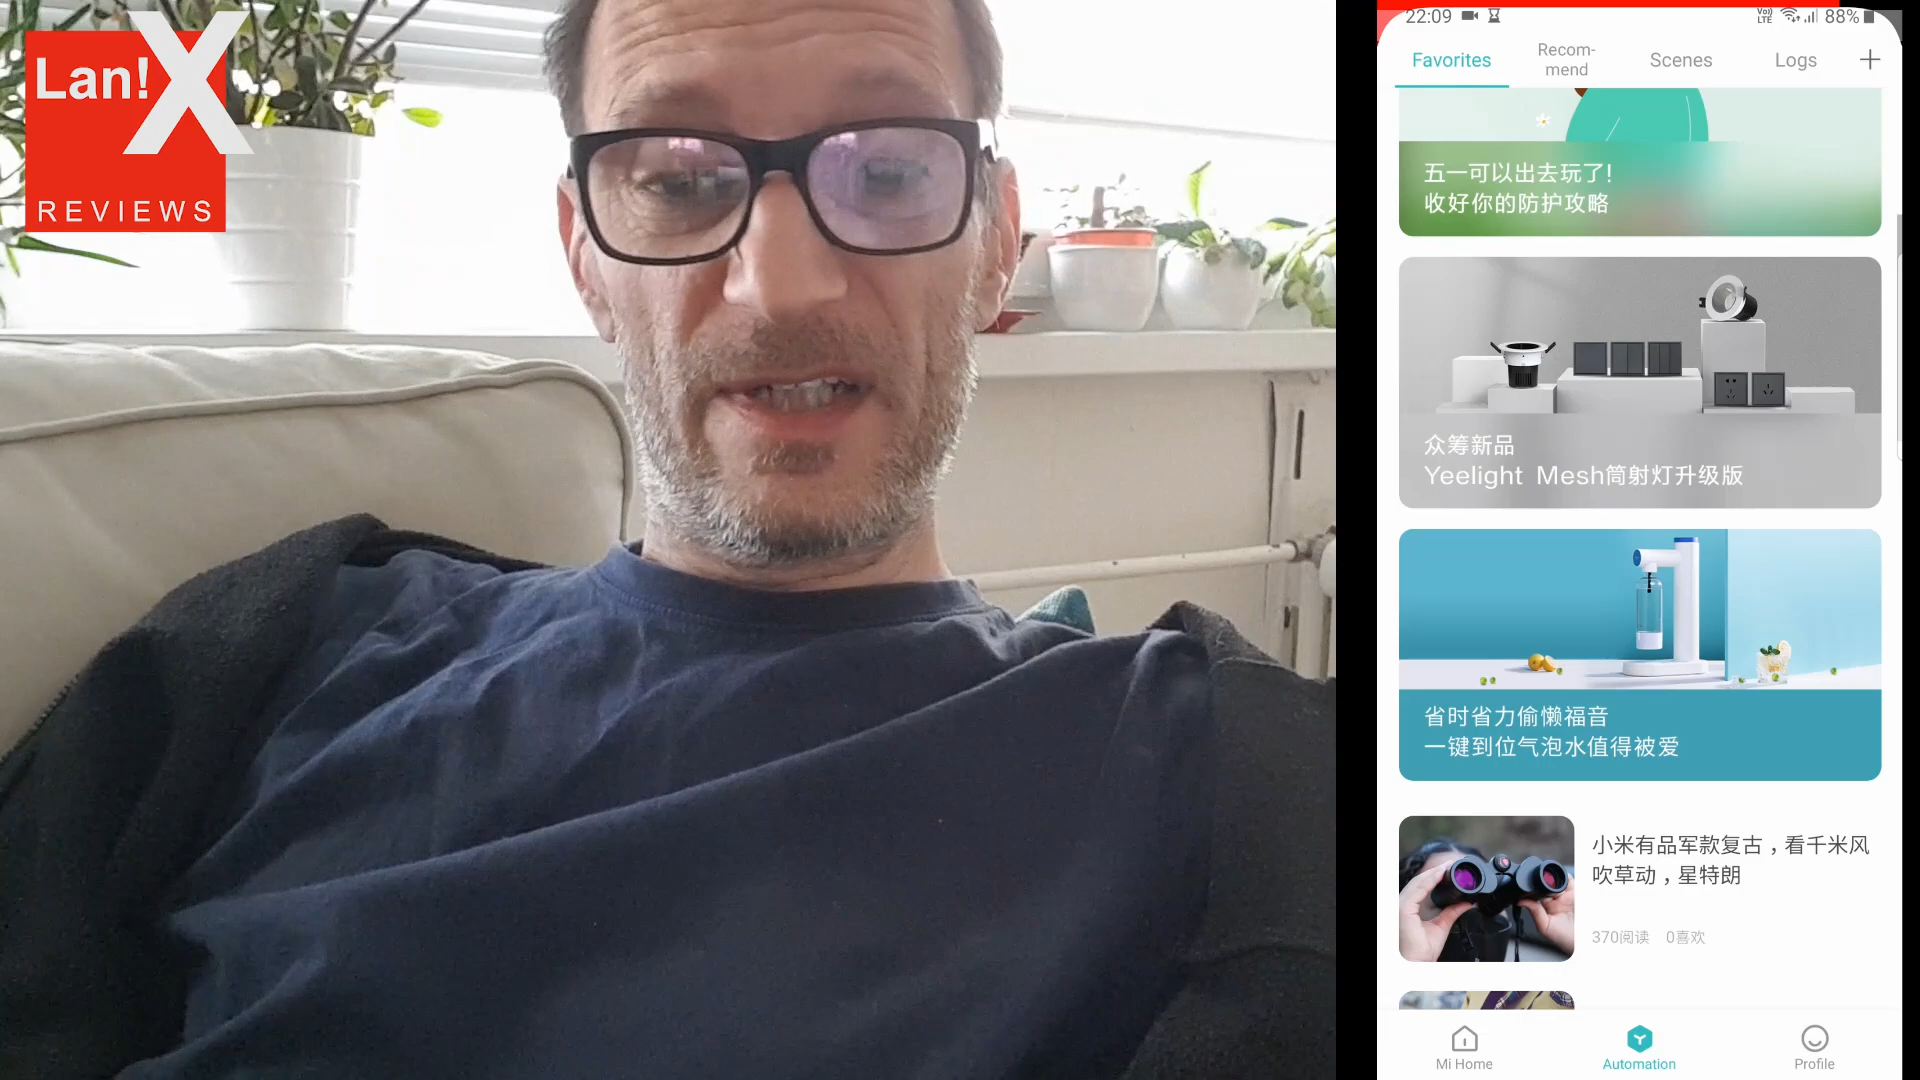 Lan!X
REVIEWS
22:09
Vo))
LTE
88%
Favorites
Recom-
mend
Scenes
Logs
五一可以出去玩了!
收好你的防护攻略
众筹新品
Yeelight Mesh筒射灯升级版
省时省力偷懒福音
一键到位气泡水值得被爱
小米有品军款复古，看千米风
吹草动，星特朗
370阅读 0喜欢
Mi Home
Automation
Profile